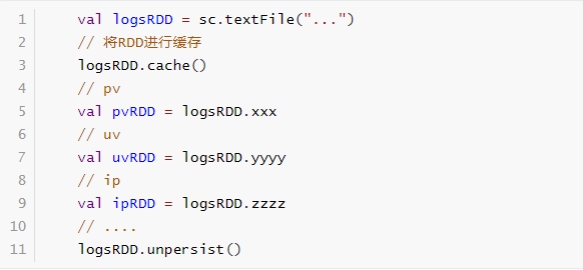 1 val logsRDD = sc.textFile("...")
2 // 将RDD进行缓存
3 logsRDD.cache()
4 // pv
5 val pvRDD = logsRDD.xxx
6 // uv
7 val uvRDD = logsRDD.yyyy
8 // ip
9 val ipRDD = logsRDD.zzzz
10 // ....
11 logsRDD.unpersist()